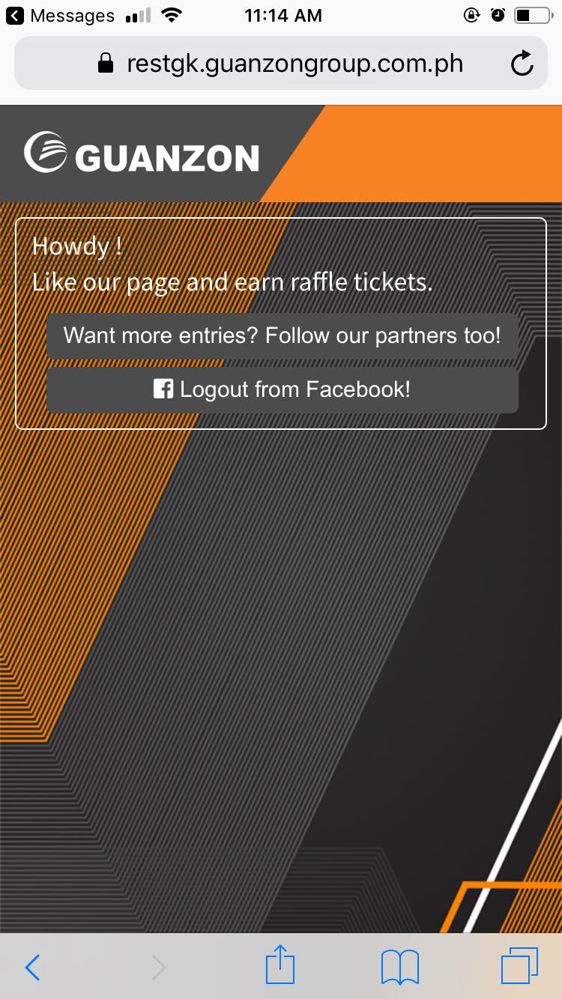 Messages 11:14 AM
restgk.guanzongroup.com.ph
GUANZON
Howdy !
Like our page and earn raffle tickets.
Want more entries? Follow our partners too!
Logout from Facebook!